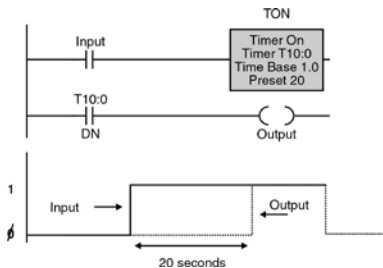 TON
Input
Timer On
Timer T10:0
Time Base 1.0
Preset 20
T10:0
DN
Output
1
Input
Output
0
20 seconds